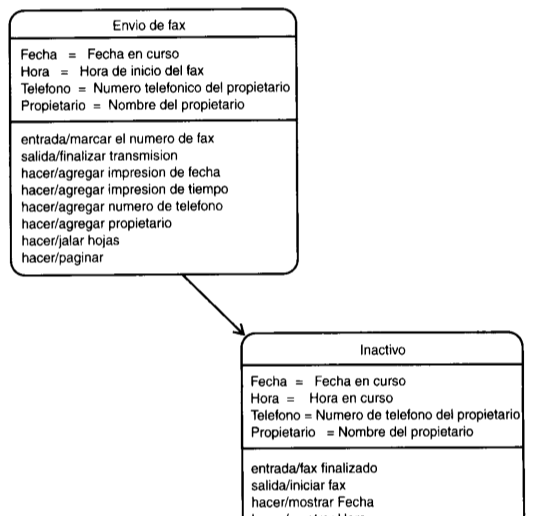 Envio de fax
Fecha = Fecha en curso
Hora = Hora de inicio del fax
Telefono = Numero telefonico del propietario
Propietario = Nombre del propietario
entrada/marcar el numero de fax
salida/finalizar transmision
hacer/agregar impresion de fecha
hacer/agregar impresion de tiempo
hacer/agregar numero de telefono
hacer/agregar propietario
hacer/jalar hojas
hacer/paginar
Inactivo
Fecha = Fecha en curso
Hora = Hora en curso
Telefono = Numero de telefono del propietario
Propietario = Nombre del propietario
entrada/fax finalizado
salida/iniciar fax
hacer/mostrar Fecha